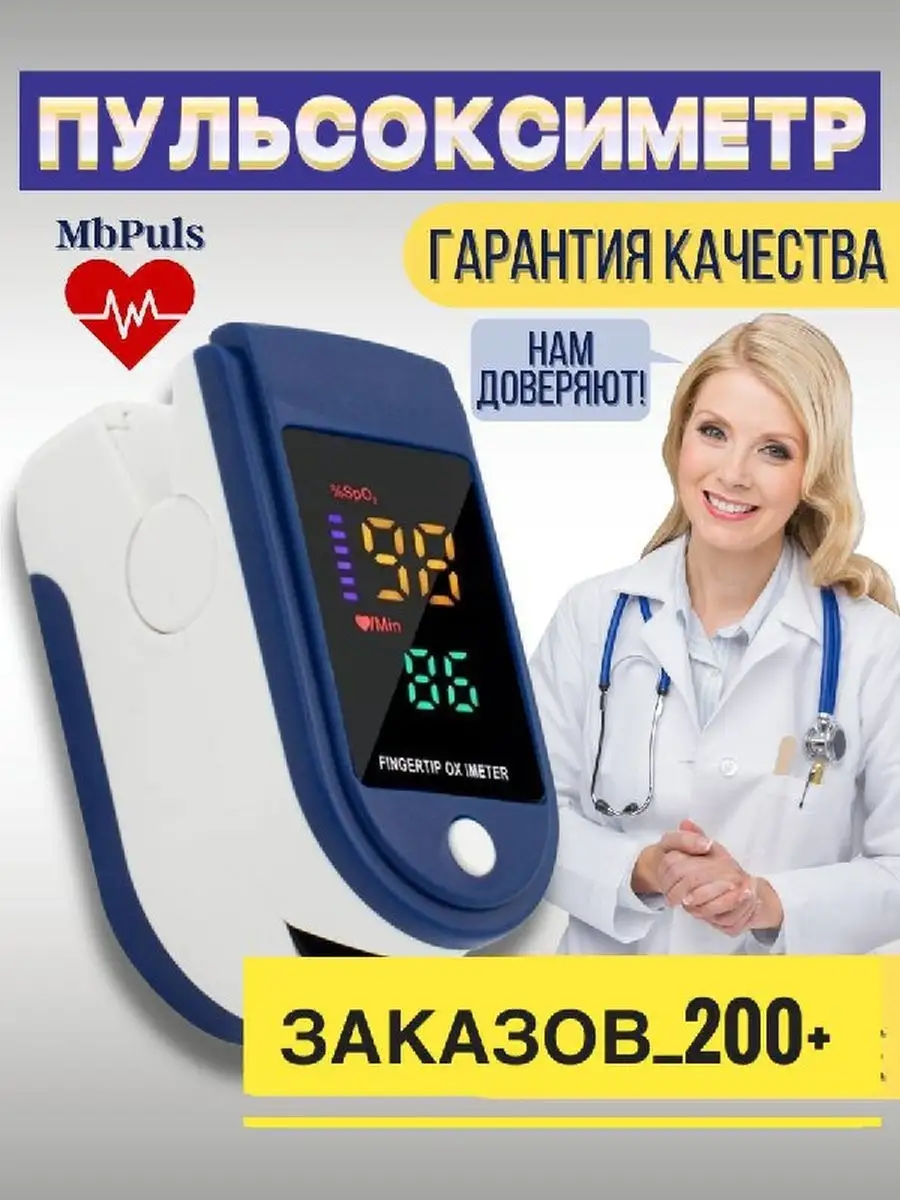 ПУЛЬСОКСИМЕТР
MbPuls
ГАРАНТИЯ КАЧЕСТВА
НАМ
ДОВЕРЯЮТ!
%SpO₂
98
/Min
86
FINGERTIP OX IMETER
ЗАКАЗОВ_200+